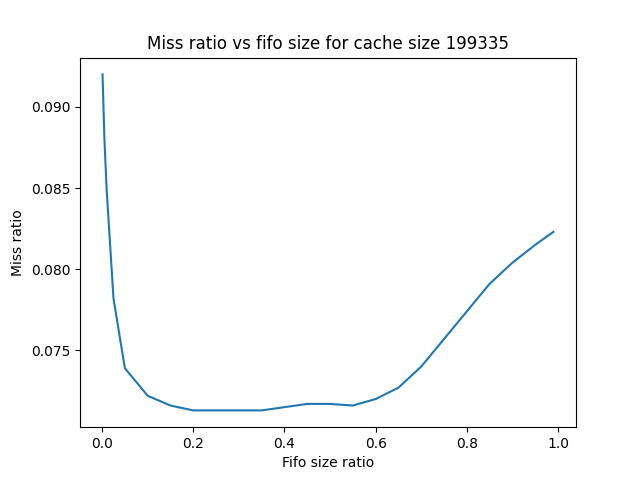 Miss ratio vs fifo size for cache size 199335
0.090
0.085
0.080
0.075
Miss ratio
0.0 0.2 0.4 0.6 0.8 1.0
Fifo size ratio